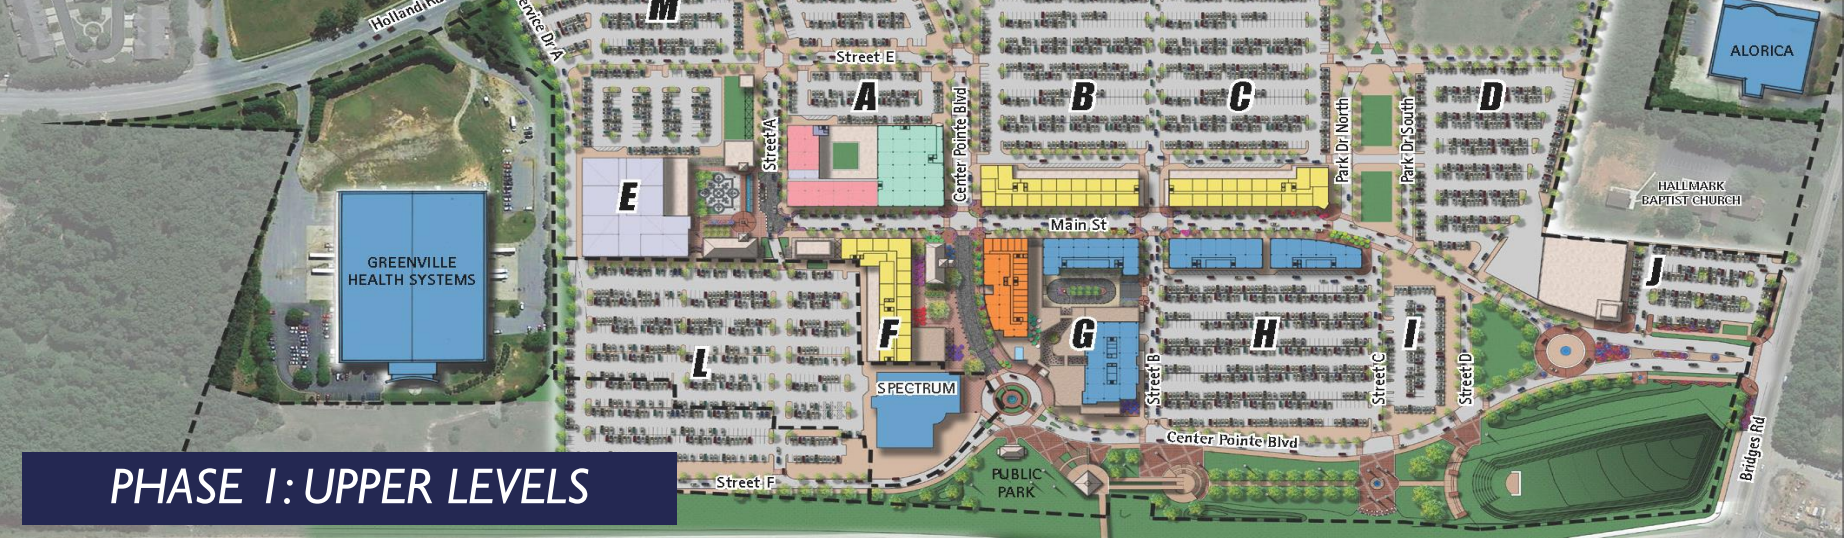 Holland Rd
Service Dr A
M
Street E
ALORICA
A
B
C
D
Street A
Center Pointe Blvd
Park Dr North
Park Dr South
E
HALLMARK
BAPTIST CHURCH
Main St
GREENVILLE
HEALTH SYSTEMS
J
F
G
H
I
L
SPECTRUM
Street B
Street C
Street D
Center Pointe Blvd
Bridges Rd
PUBLIC
PARK
Street F
PHASE 1: UPPER LEVELS